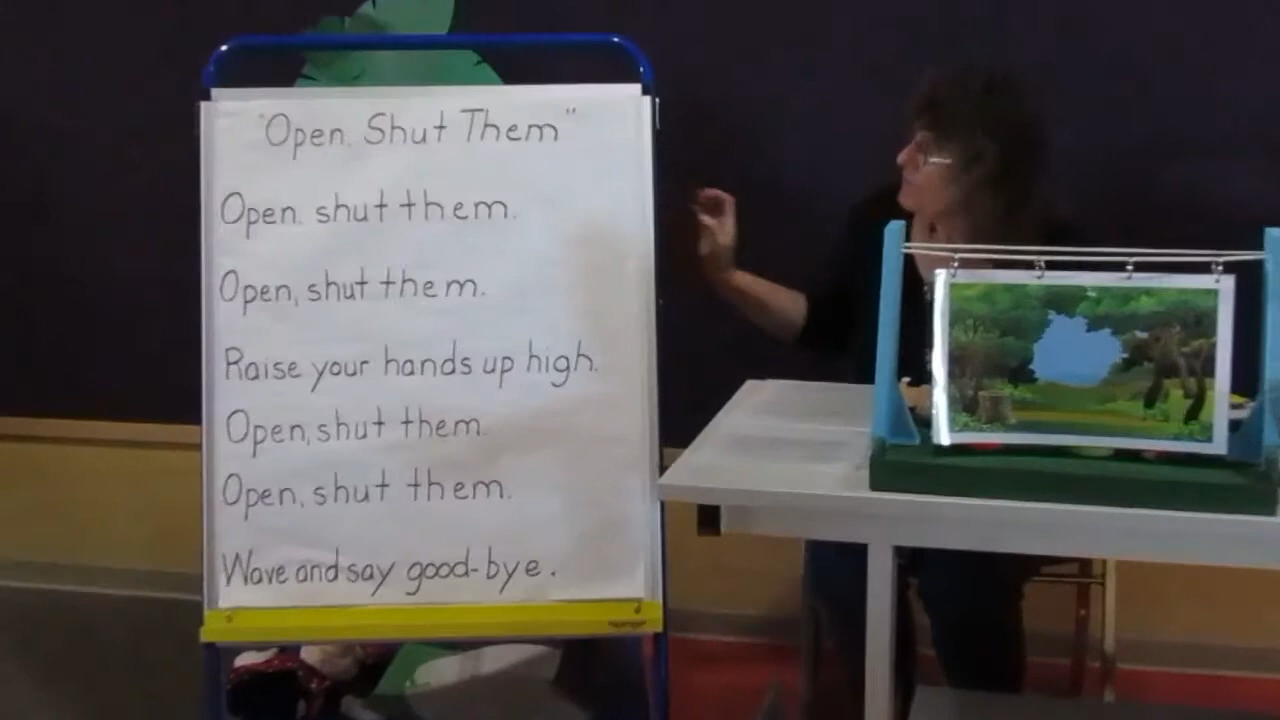 "Open. Shut Them"
Open. shut them.
Open, shut them.
Raise your hands up high.
Open, shut them.
Open, shut them.
Wave and say good-bye.